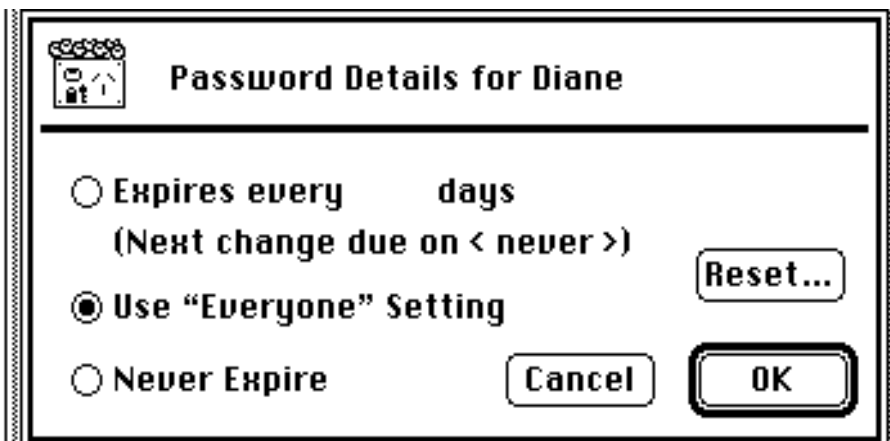 Password Details for Diane
Expires every days
(Next change due on < never >)
Reset...
Use “Everyone” Setting
Never Expire
Cancel
OK